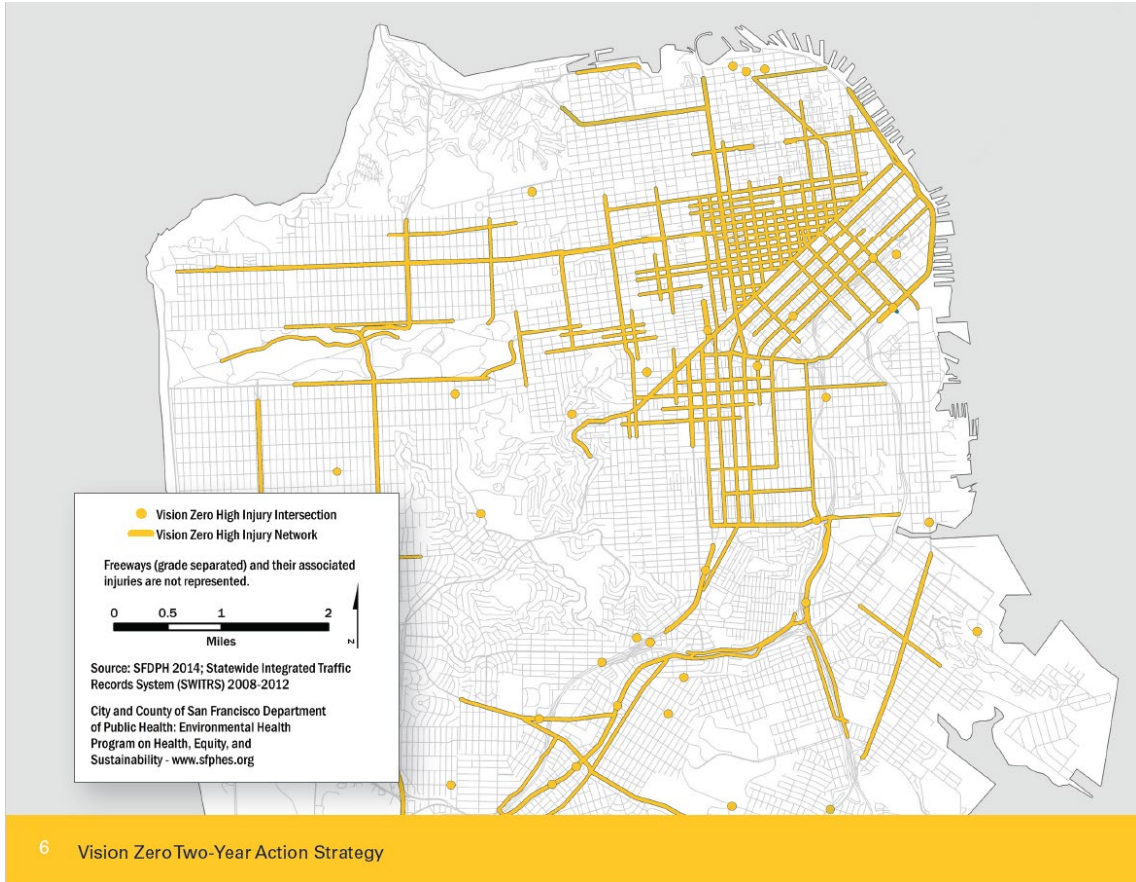 Vision Zero High Injury Intersection
Vision Zero High Injury Network
Freeways (grade separated) and their associated
injuries are not represented.
0 0.5 1 2
Miles
N
Source: SFDPH 2014; Statewide Integrated Traffic
Records System (SWITRS) 2008-2012
City and County of San Francisco Department
of Public Health: Environmental Health
Program on Health, Equity, and
Sustainability - www.sfphes.org
6 Vision Zero Two-Year Action Strategy